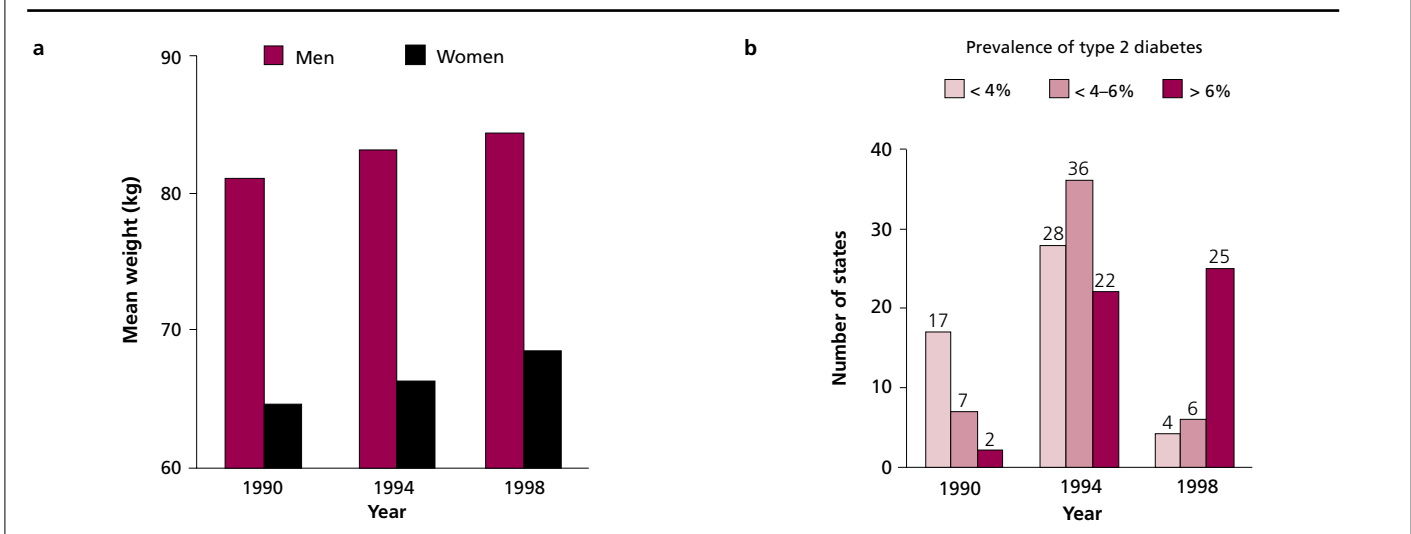 a
Men Women
90
80
70
60
Mean weight (kg)
1990 1994 1998
Year
b
Prevalence of type 2 diabetes
< 4% < 4–6% > 6%
40
30
20
10
0
Number of states
17 7 2
28 36 22
4 6 25
1990 1994 1998
Year